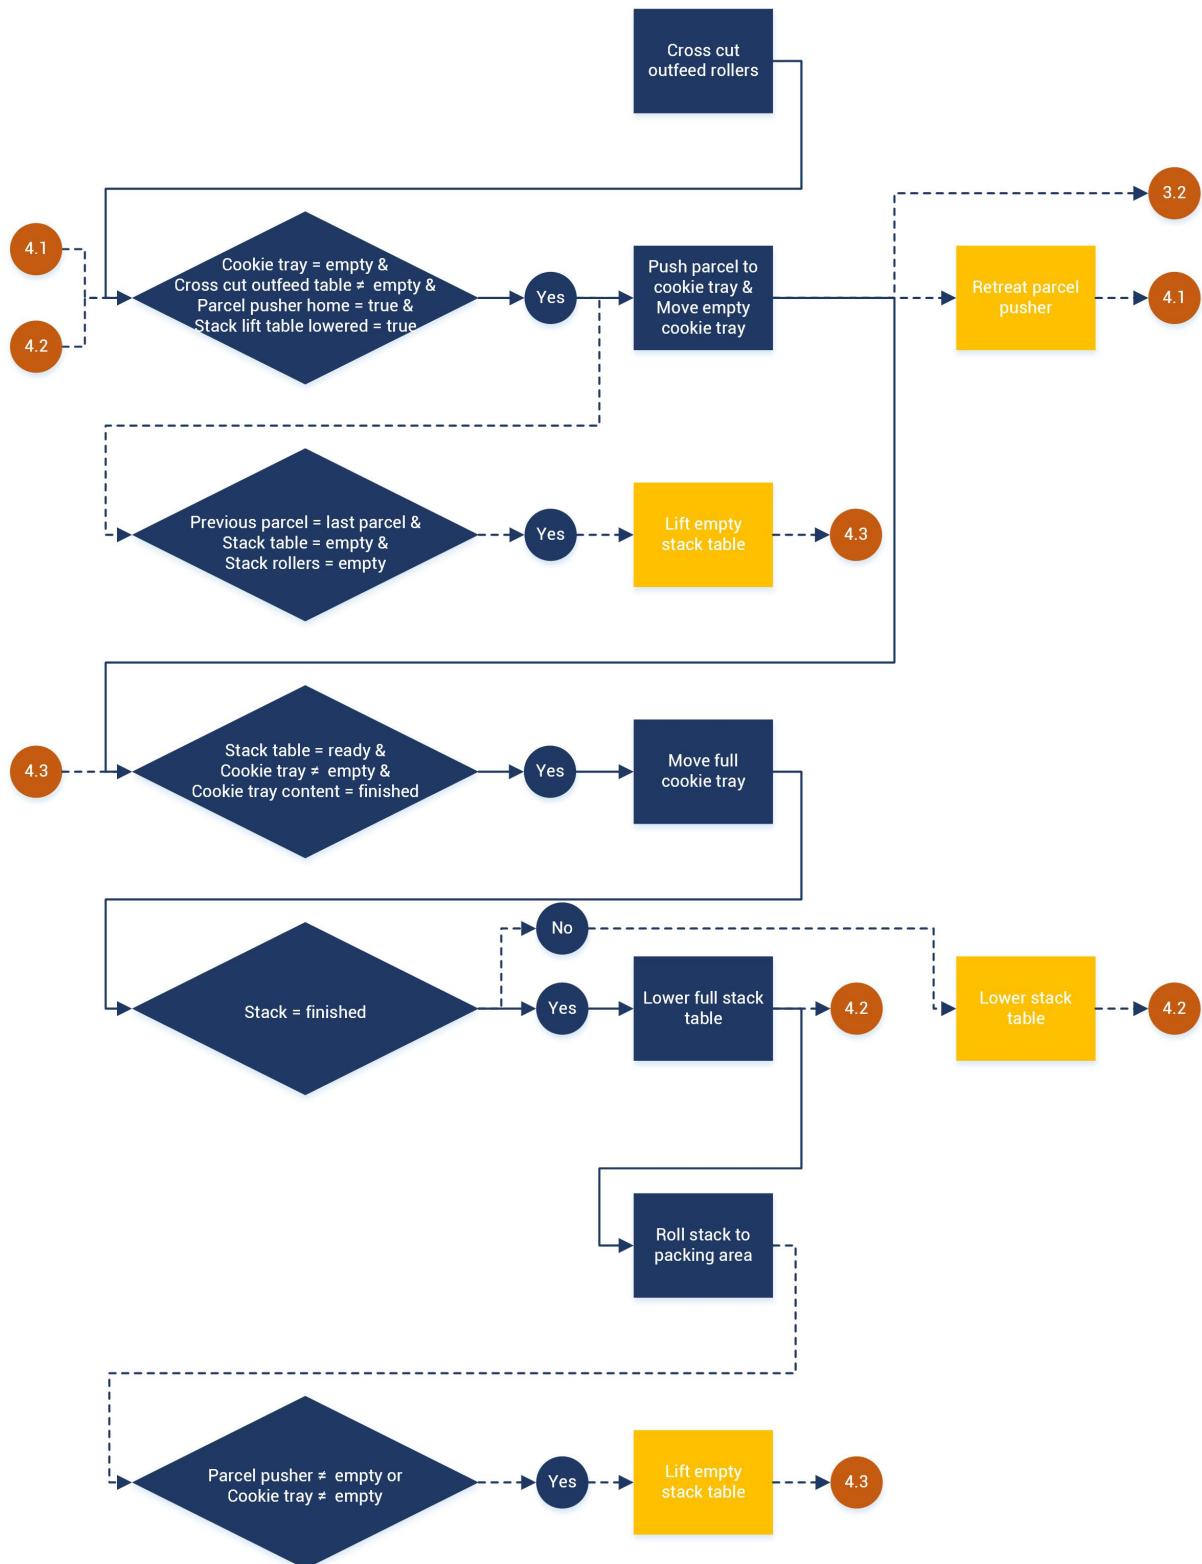 Cross cut
outfeed rollers
3.2
4.1
4.2
Cookie tray = empty &
Cross cut outfeed table ≠ empty &
Parcel pusher home = true &
Stack lift table lowered = true
Yes
Push parcel to
cookie tray &
Move empty
cookie tray
Retreat parcel
pusher
4.1
Previous parcel = last parcel &
Stack table = empty &
Stack rollers = empty
Yes
Lift empty
stack table
4.3
4.3
Stack table = ready &
Cookie tray ≠ empty &
Cookie tray content = finished
Yes
Move full
cookie tray
No
Stack = finished
Yes
Lower full stack
table
4.2
Lower stack
table
4.2
Roll stack to
packing area
Parcel pusher ≠ empty or
Cookie tray ≠ empty
Yes
Lift empty
stack table
4.3